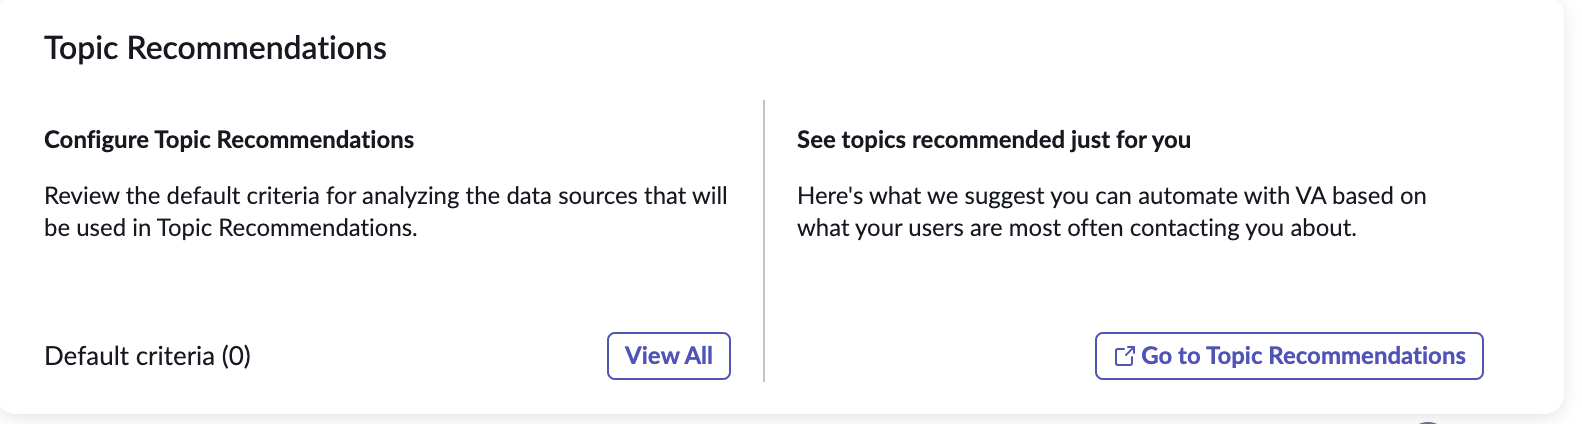 Topic Recommendations
Configure Topic Recommendations
Review the default criteria for analyzing the data sources that will
be used in Topic Recommendations.
Default criteria (0)
View All
See topics recommended just for you
Here's what we suggest you can automate with VA based on
what your users are most often contacting you about.
Go to Topic Recommendations